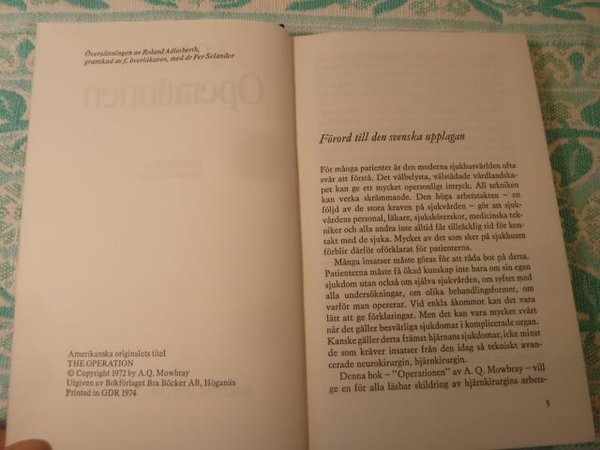 Översättningen av Roland Adlerberth,
granskad av f. överläkaren, med.dr Per Selander
Operationen
Amerikanska originalets titel
THE OPERATION
© Copyright 1972 by A.Q. Mowbray
Utgiven av Bokförlaget Bra Böcker AB, Höganäs
Printed in GDR 1974
Förord till den svenska upplagan
För många patienter är den moderna sjukhusvärlden ofta
svår att förstå. Det välbelysta, välstädade vårdlandska-
pet kan ge ett mycket opersonligt intryck. All tekniken
kan verka skrämmande. Den höga arbetstakten – en
följd av de stora kraven på sjukvården – gör att sjuk-
vårdens personal, läkare, sjuksköterskor, medicinska tek-
niker och alla andra inte alltid får tillräcklig tid för kon-
takt med de sjuka. Mycket av det som sker på sjukhusen
förblir därför oförklarat för patienterna.
Många insatser måste göras för att råda bot på detta.
Patienterna måste få ökad kunskap inte bara om sin egen
sjukdom utan också om själva sjukvården, om syftet med
alla undersökningar, om olika behandlingsformer, om
varför man opererar. Vid enkla åkommor kan det vara
lätt att ge förklaringar. Men det kan vara mycket svårt
när det gäller besvärliga sjukdomar i komplicerade organ.
Kanske gäller detta främst hjärnans sjukdomar, icke minst
de som kräver insatser från den idag så tekniskt avan-
cerade neurokirurgin, hjärnkirurgin.
Denna bok – "Operationen" av A. Q. Mowbray – vill
ge en för alla läsbar skildring av hjärnkirurgins arbets-
5